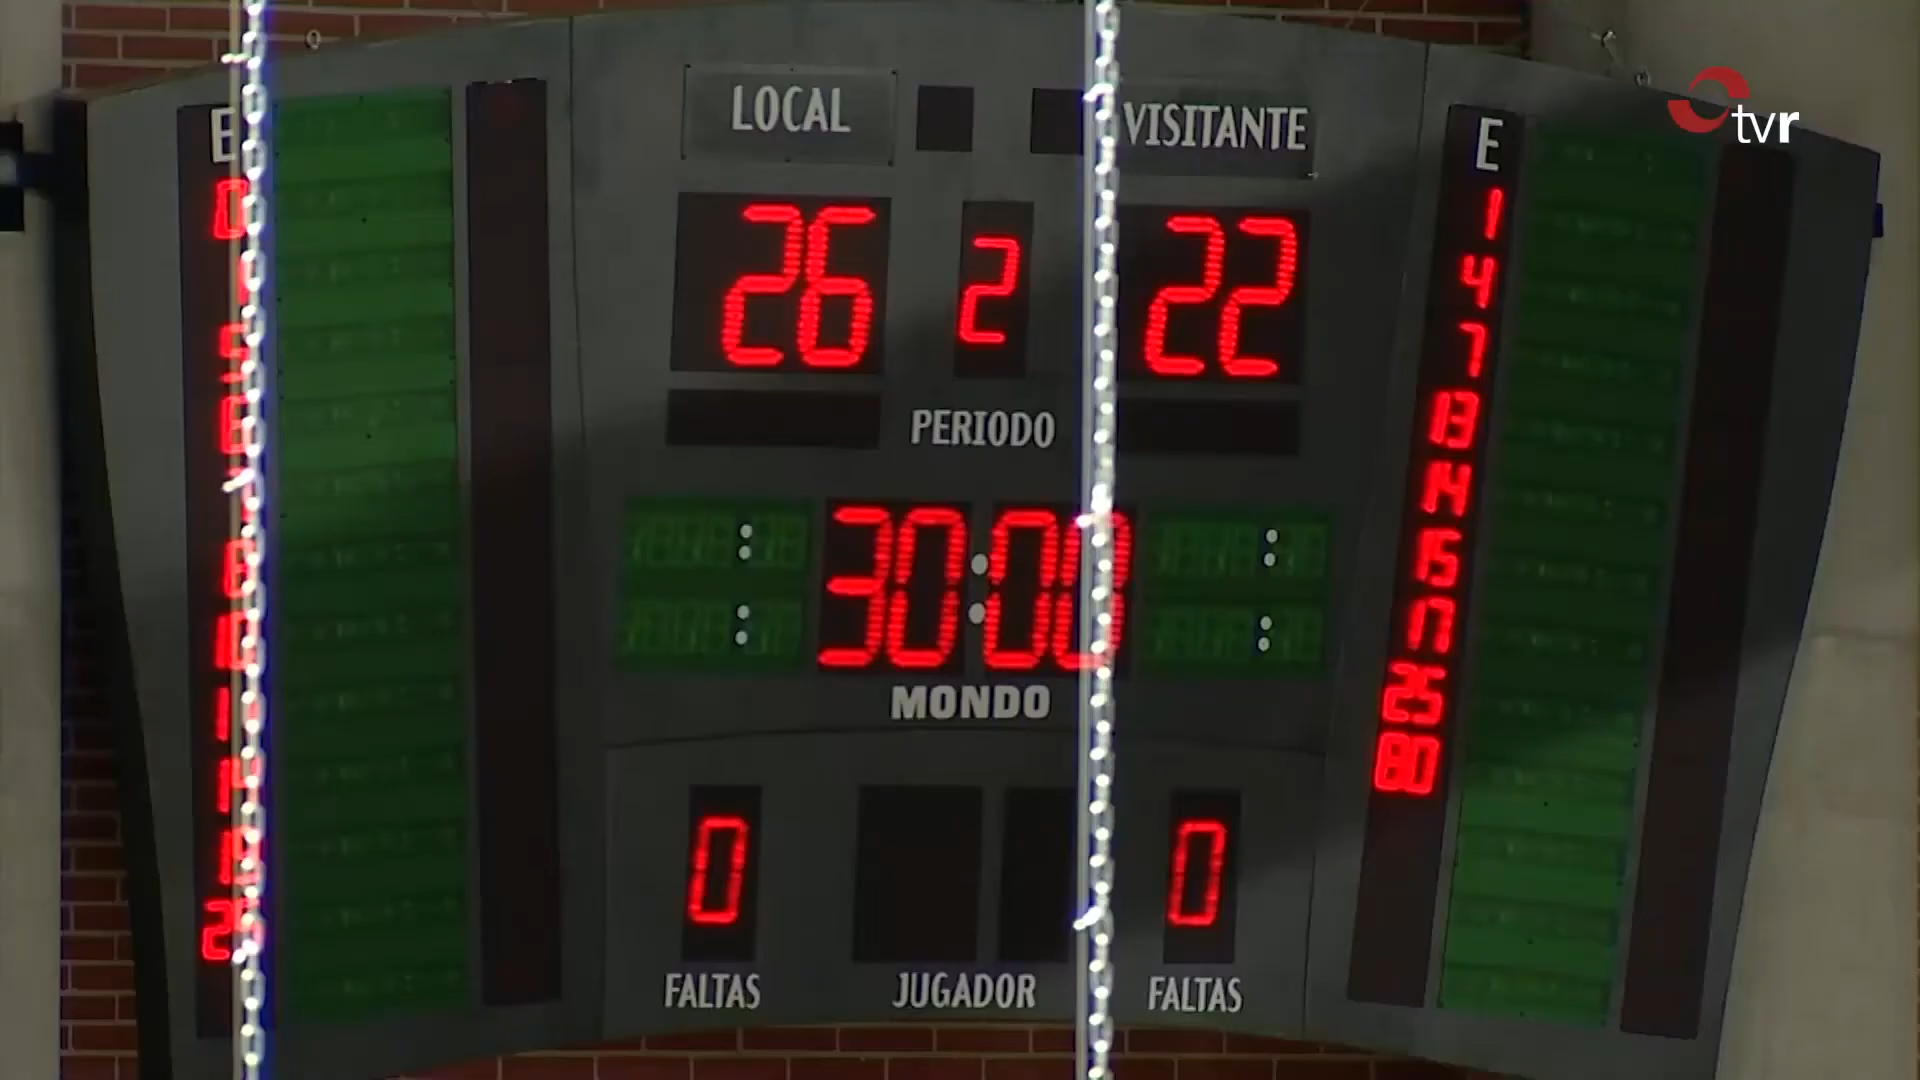 tvr
LOCAL
VISITANTE
E
E
26
2
22
PERIODO
30:00
MONDO
1
4
7
13
14
15
17
25
80
0
0
FALTAS
JUGADOR
FALTAS